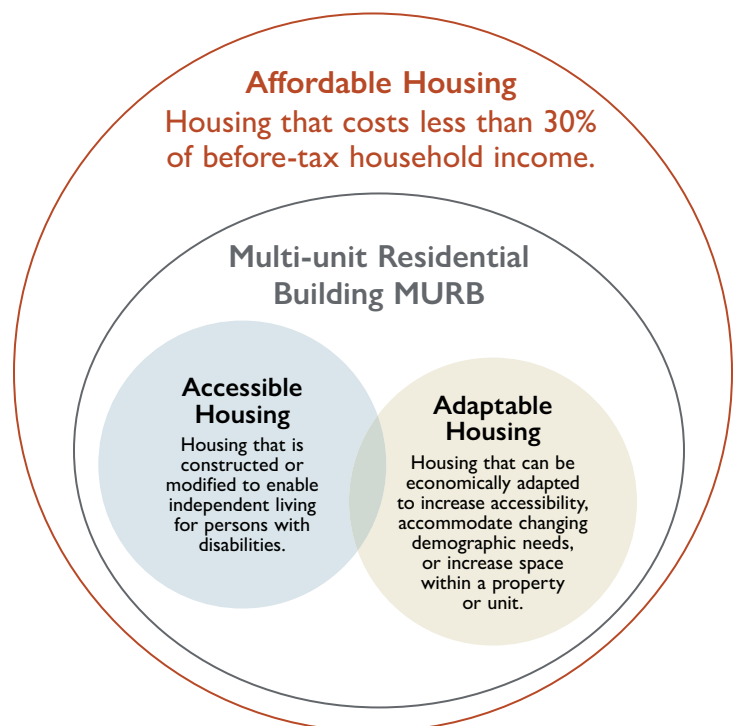 Affordable Housing
Housing that costs less than 30%
of before-tax household income.
Multi-unit Residential
Building MURB
Accessible
Housing
Housing that is
constructed or
modified to enable
independent living
for persons with
disabilities.
Adaptable
Housing
Housing that can be
economically adapted
to increase accessibility,
accommodate changing
demographic needs,
or increase space
within a property
or unit.